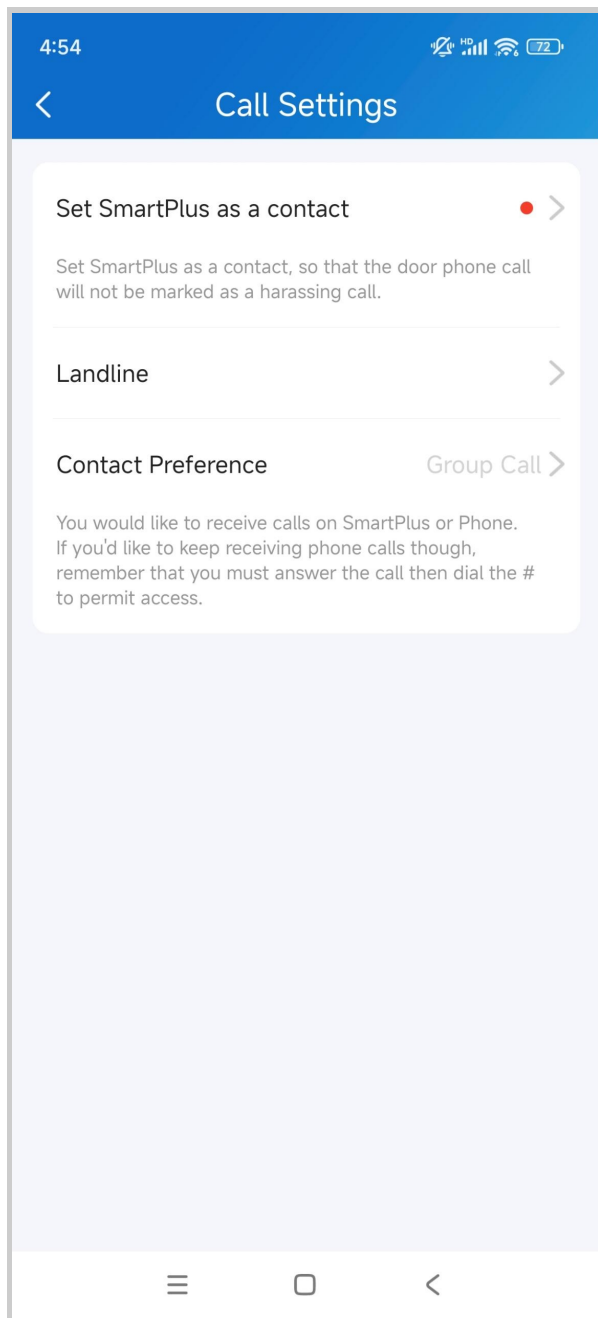 4:54
HD
72
Call Settings
Set SmartPlus as a contact
Set SmartPlus as a contact, so that the door phone call
will not be marked as a harassing call.
Landline
Contact Preference Group Call
You would like to receive calls on SmartPlus or Phone.
If you'd like to keep receiving phone calls though,
remember that you must answer the call then dial the #
to permit access.